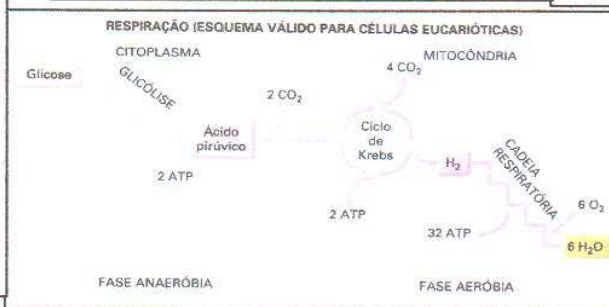 RESPIRAÇÃO (ESQUEMA VÁLIDO PARA CÉLULAS EUCARIÓTICAS)
CITOPLASMA
MITOCÔNDRIA
Glicose
GLICÓLISE
4 CO₂
2 CO₂
Ácido
pirúvico
Ciclo
de
Krebs
H₂
CADEIA
RESPIRATÓRIA
2 ATP
2 ATP
32 ATP
6 O₂
6 H₂O
FASE ANAERÓBIA
FASE AERÓBIA